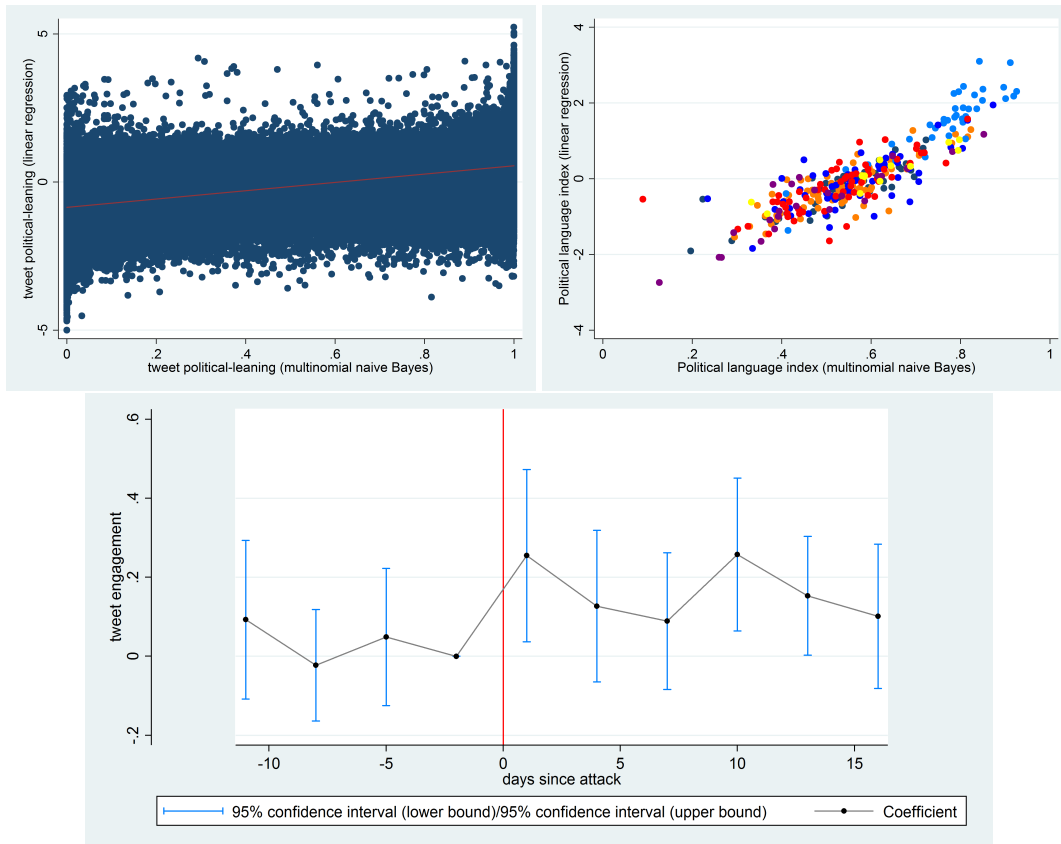 tweet political-leaning (linear regression)
5
0
-5
0 .2 .4 .6 .8 1
tweet political-leaning (multinomial naive Bayes)
Political language index (linear regression)
4
.2
0
-.2
-4
0 .2 .4 .6 .8 1
Political language index (multinomial naive Bayes)
tweet engagement
.6
.4
.2
0
-.2
-10 -5 0 5 10 15
days since attack
95% confidence interval (lower bound)/95% confidence interval (upper bound) Coefficient